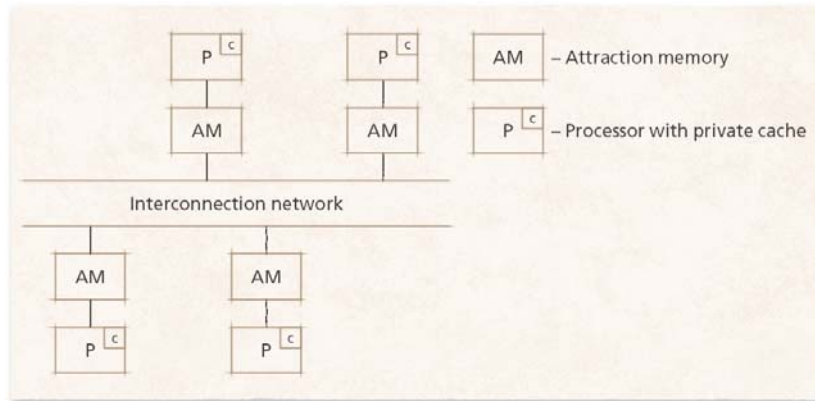 P c
P c
AM – Attraction memory
AM
AM
P c – Processor with private cache
Interconnection network
AM
AM
P c
P c